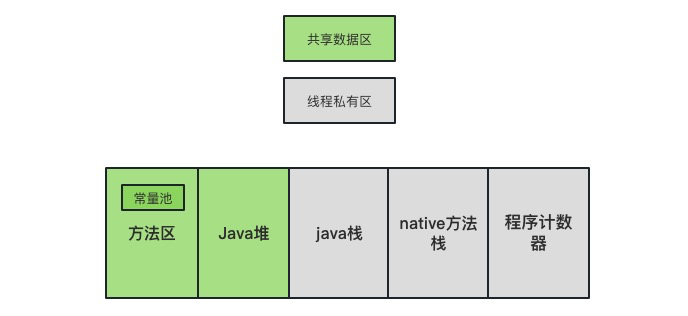 共享数据区
线程私有区
常量池
方法区
Java堆
java栈
native方法
栈
程序计数
器